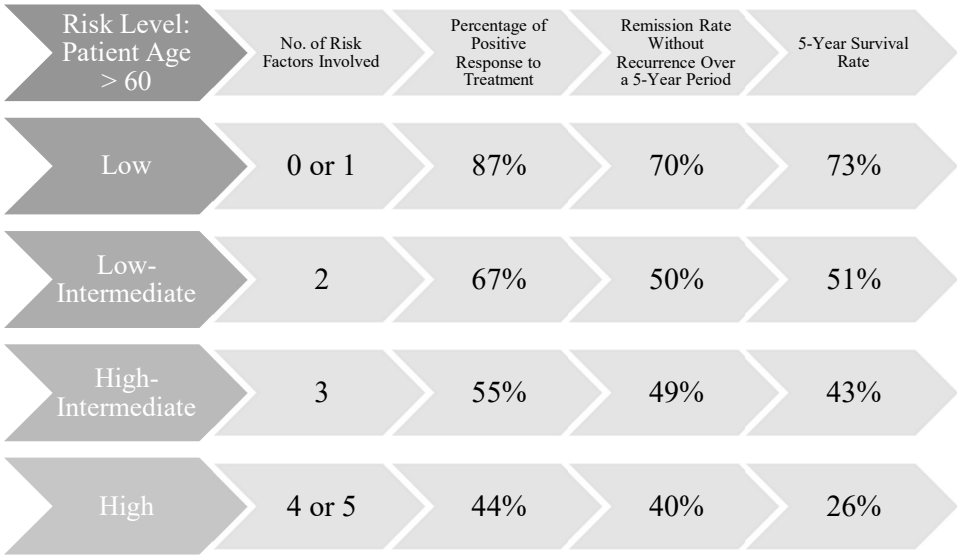 Risk Level:
Patient Age
> 60
No. of Risk
Factors Involved
Percentage of
Positive
Response to
Treatment
Remission Rate
Without
Recurrence Over
a 5-Year Period
5-Year Survival
Rate
Low
0 or 1
87%
70%
73%
Low-
Intermediate
2
67%
50%
51%
High-
Intermediate
3
55%
49%
43%
High
4 or 5
44%
40%
26%